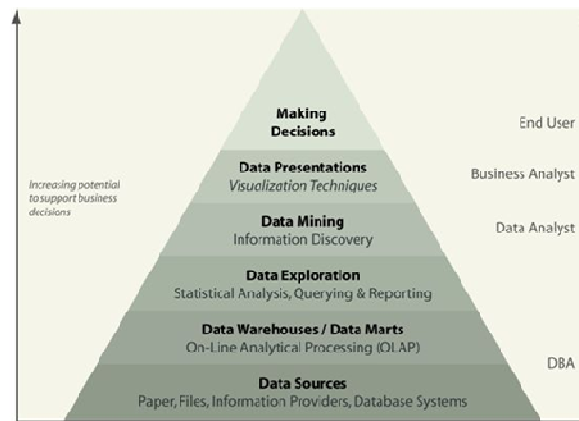 Making
Decisions
End User
Data Presentations
Visualization Techniques
Business Analyst
Increasing potential
to support business
decisions
Data Mining
Information Discovery
Data Analyst
Data Exploration
Statistical Analysis, Querying & Reporting
Data Warehouses / Data Marts
On-Line Analytical Processing (OLAP)
DBA
Data Sources
Paper, Files, Information Providers, Database Systems